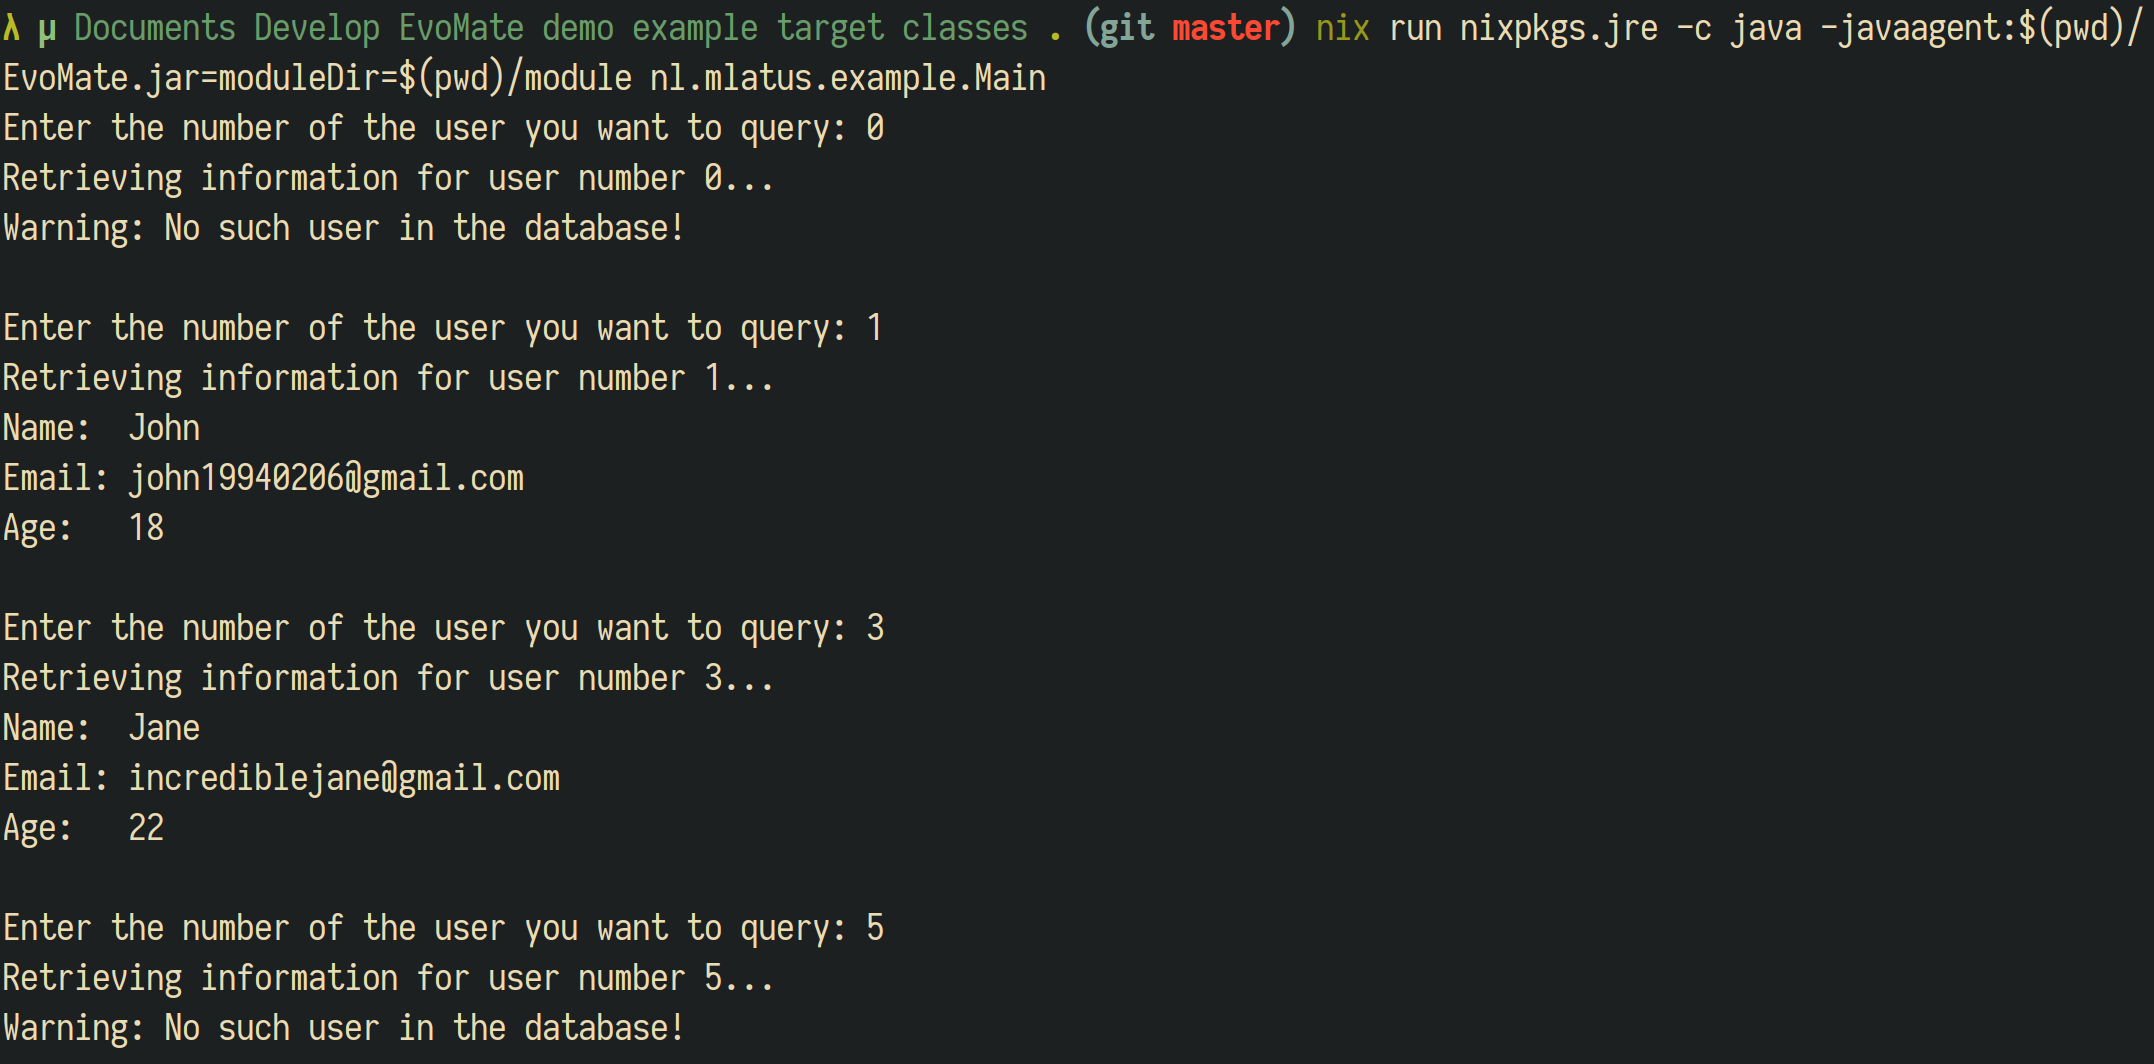 λ µ Documents Develop EvoMate demo example target classes . (git master) nix run nixpkgs.jre -c java -javaagent:$(pwd)/
EvoMate.jar=moduleDir=$(pwd)/module nl.mlatus.example.Main
Enter the number of the user you want to query: 0
Retrieving information for user number 0...
Warning: No such user in the database!
Enter the number of the user you want to query: 1
Retrieving information for user number 1...
Name:  John
Email: john19940206@gmail.com
Age:   18
Enter the number of the user you want to query: 3
Retrieving information for user number 3...
Name:  Jane
Email: incrediblejane@gmail.com
Age:   22
Enter the number of the user you want to query: 5
Retrieving information for user number 5...
Warning: No such user in the database!